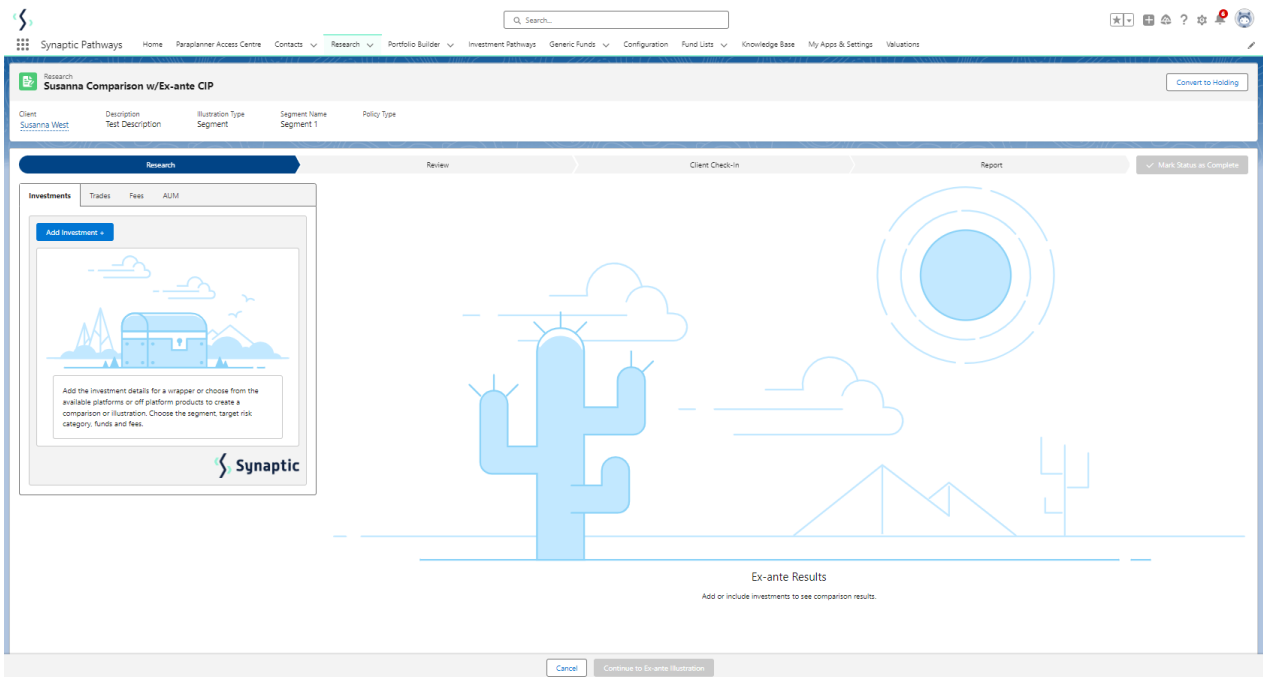 Search...
6
Synaptic Pathways Home Paraplanner Access Centre Contacts Research Portfolio Builder Investment Pathways Generic Funds Configuration Fund Lists Knowledge Base My Apps & Settings Valuations
Research
Susanna Comparison w/Ex-ante CIP
Convert to Holding
Client Description Illustration Type Segment Name Policy Type
Susanna West Test Description Segment Segment 1
Research Review Client Check-In Report Mark Status as Complete
Investments Trades Fees AUM
Add Investment +
Add the investment details for a wrapper or choose from the
available platforms or off platform products to create a
comparison or illustration. Choose the segment, target risk
category, funds and fees.
Synaptic
Ex-ante Results
Add or include investments to see comparison results.
Cancel Continue to Ex-ante Illustration